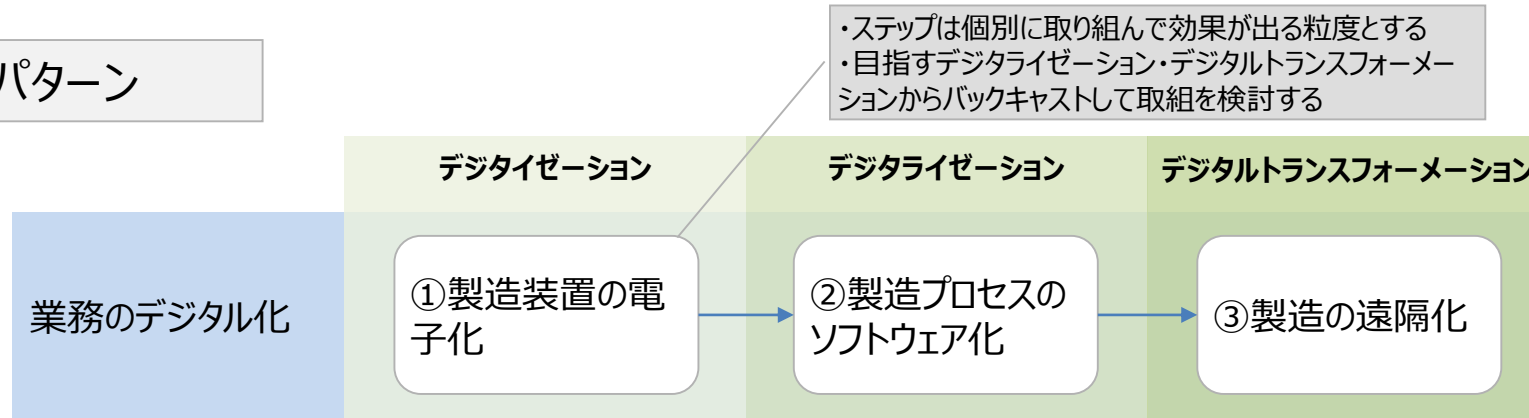 ・ステップは個別に取り組んで効果が出る粒度とする
・目指すデジタライゼーション・デジタルトランスフォーメー
ションからバックキャストして取組を検討する
パターン
デジタイゼーション
デジタライゼーション
デジタルトランスフォーメーション
業務のデジタル化
①製造装置の電
子化
②製造プロセスの
ソフトウェア化
③製造の遠隔化